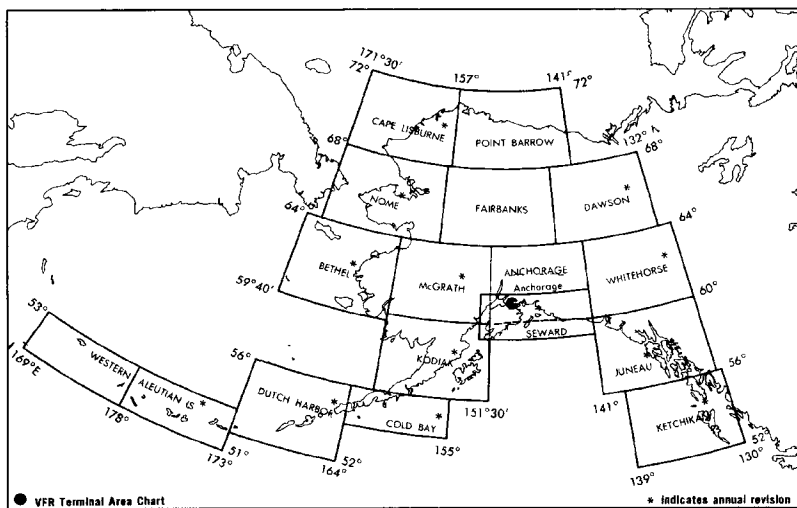 171°30'
72°
157°
141°
72°
CAPE LISBURNE *
POINT BARROW
68°
132°
68°
NOME *
FAIRBANKS
DAWSON *
64°
64°
BETHEL *
McGRATH *
ANCHORAGE
Anchorage
WHITEHORSE *
59°40'
60°
SEWARD
53°
169°E
WESTERN
ALEUTIAN IS *
56°
KODIAK *
JUNEAU *
56°
DUTCH HARBOR *
COLD BAY *
151°30'
141°
KETCHIKAN *
178°
173°
51°
164°
52°
155°
139°
52°
130°
VFR Terminal Area Chart
* indicates annual revision